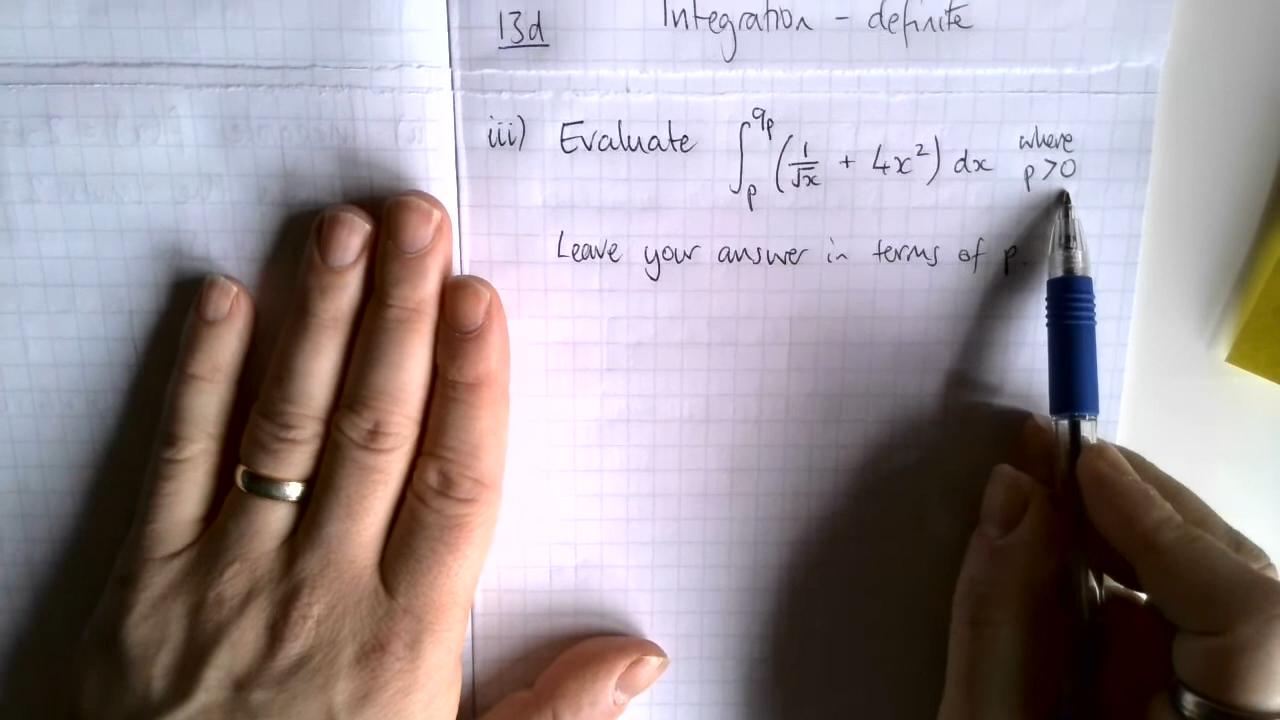 13d Integration - definite
iii) Evaluate ∫_p^{9p} (1/√x + 4x²) dx where p>0
Leave your answer in terms of p.